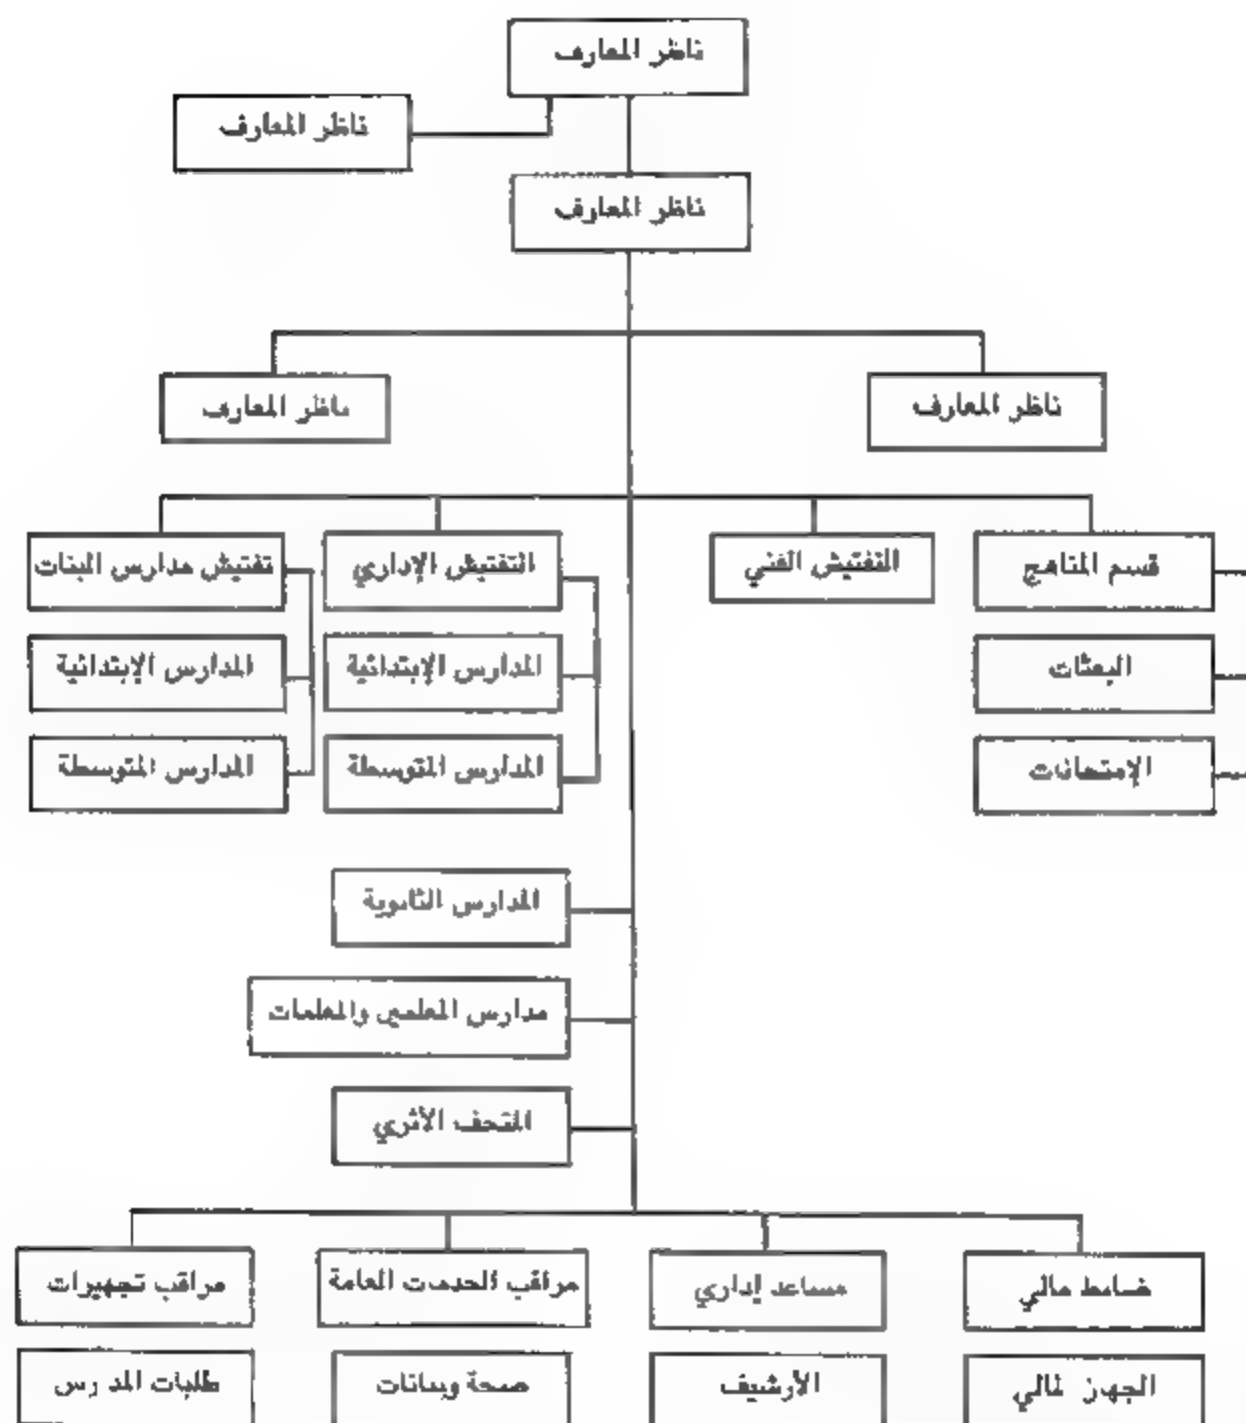 ناظر المعارف
ناظر المعارف
ناظر المعارف
ناظر المعارف
ناظر المعارف
قسم المناهج
التفتيش الفني
التفتيش الإداري
تفتيش مدارس البنات
البعثات
المدارس الإبتدائية
المدارس الإبتدائية
الإمتحانات
المدارس المتوسطة
المدارس المتوسطة
المدارس الثانوية
مدارس المعلمين والمعلمات
المتحف الأثري
ضابط مالي
مساعد إداري
مراقب الخدمات العامة
مراقب تجهيزات
الجهاز المالي
الأرشيف
صحة وبنانات
طلبات المدارس